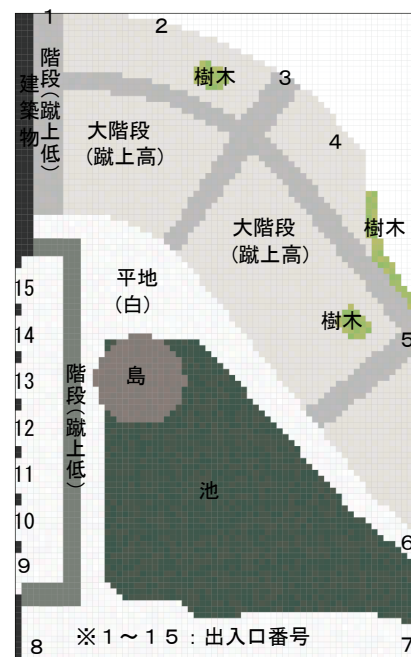 1
2
3
4
5
6
7
8
9
10
11
12
13
14
15
建築物
階段(蹴上低)
樹木
大階段
(蹴上高)
大階段
(蹴上高)
樹木
樹木
平地
(白)
島
階段(蹴上低)
池
※1～15：出入口番号